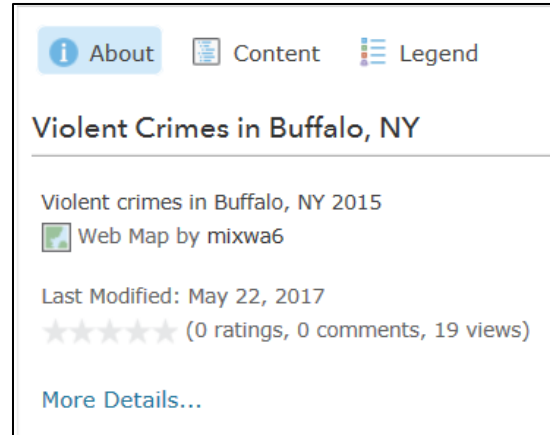 About Content Legend
Violent Crimes in Buffalo, NY
Violent crimes in Buffalo, NY 2015
Web Map by mixwa6
Last Modified: May 22, 2017
(0 ratings, 0 comments, 19 views)
More Details...